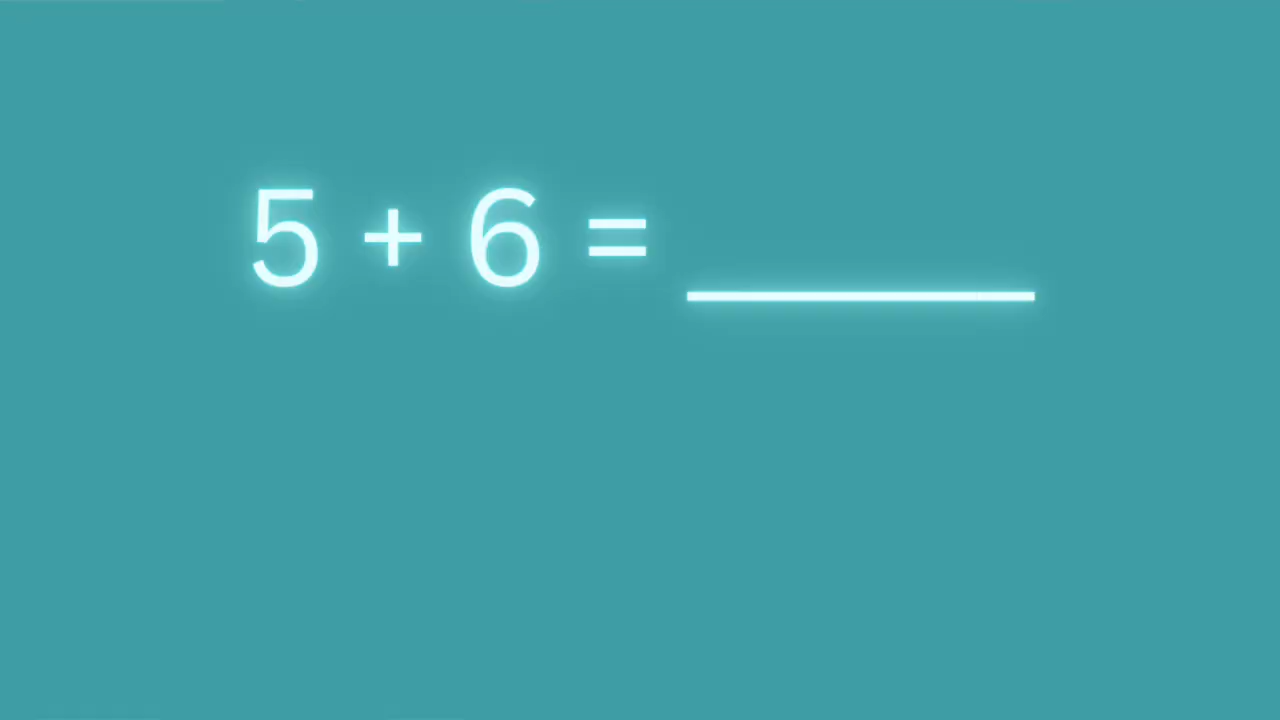 5 + 6 = ______